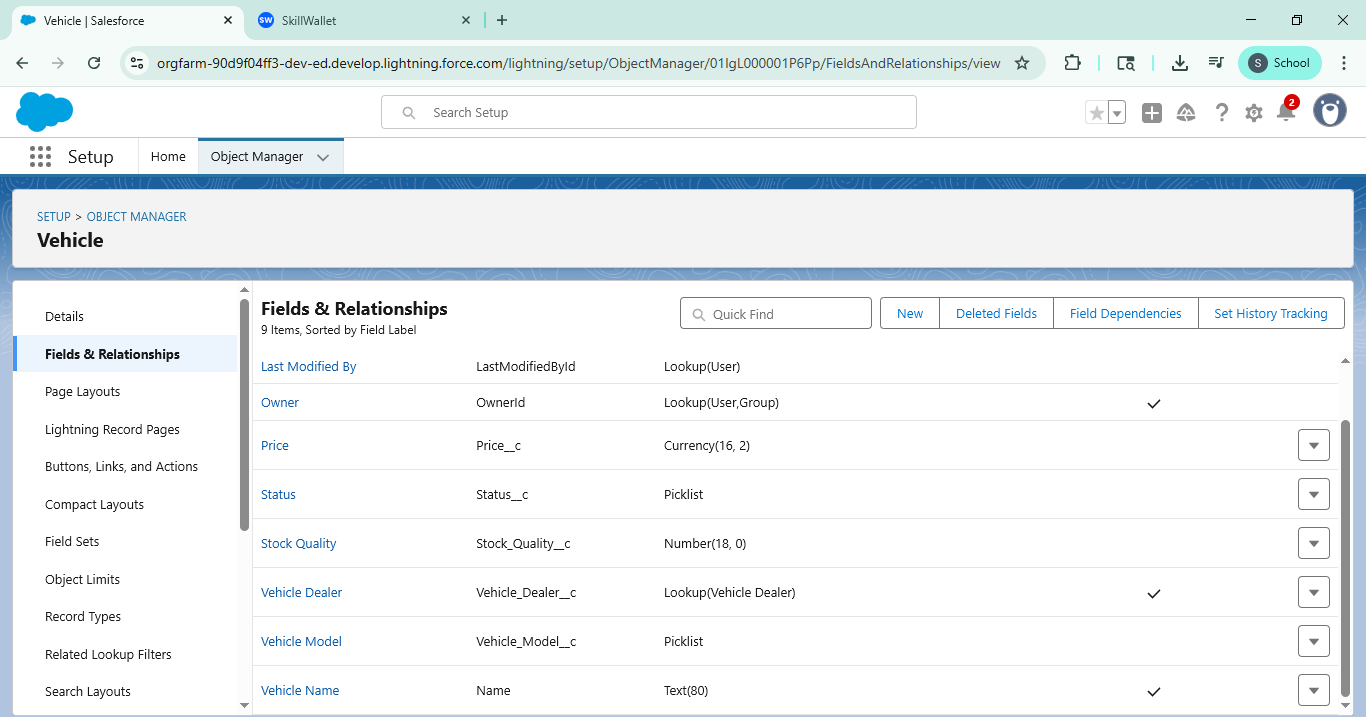 Vehicle | Salesforce
SW SkillWallet
orgfarm-90d9f04ff3-dev-ed.develop.lightning.force.com/lightning/setup/ObjectManager/01IgL000001P6Pp/FieldsAndRelationships/view
S School
Search Setup
2
Setup Home Object Manager
SETUP > OBJECT MANAGER
Vehicle
Details
Fields & Relationships
Page Layouts
Lightning Record Pages
Buttons, Links, and Actions
Compact Layouts
Field Sets
Object Limits
Record Types
Related Lookup Filters
Search Layouts
Fields & Relationships
9 Items, Sorted by Field Label
Quick Find
New Deleted Fields Field Dependencies Set History Tracking
Last Modified By LastModifiedById Lookup(User)
Owner OwnerId Lookup(User,Group)
Price Price__c Currency(16, 2)
Status Status__c Picklist
Stock Quality Stock_Quality__c Number(18, 0)
Vehicle Dealer Vehicle_Dealer__c Lookup(Vehicle Dealer)
Vehicle Model Vehicle_Model__c Picklist
Vehicle Name Name Text(80)